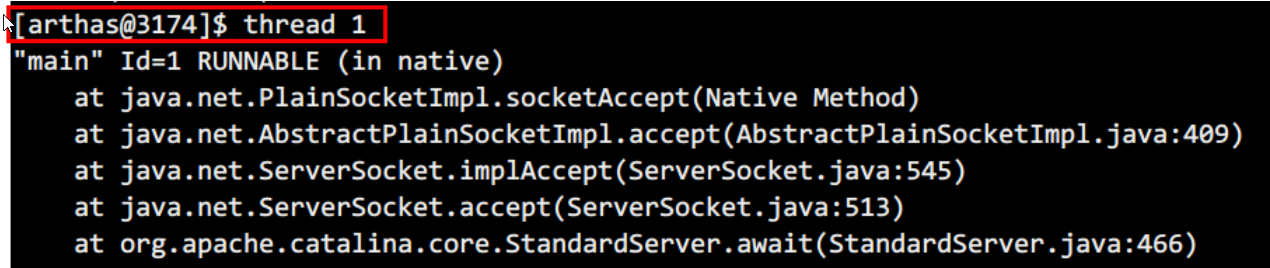 [arthas@3174]$ thread 1
"main" Id=1 RUNNABLE (in native)
at java.net.PlainSocketImpl.socketAccept(Native Method)
at java.net.AbstractPlainSocketImpl.accept(AbstractPlainSocketImpl.java:409)
at java.net.ServerSocket.implAccept(ServerSocket.java:545)
at java.net.ServerSocket.accept(ServerSocket.java:513)
at org.apache.catalina.core.StandardServer.await(StandardServer.java:466)